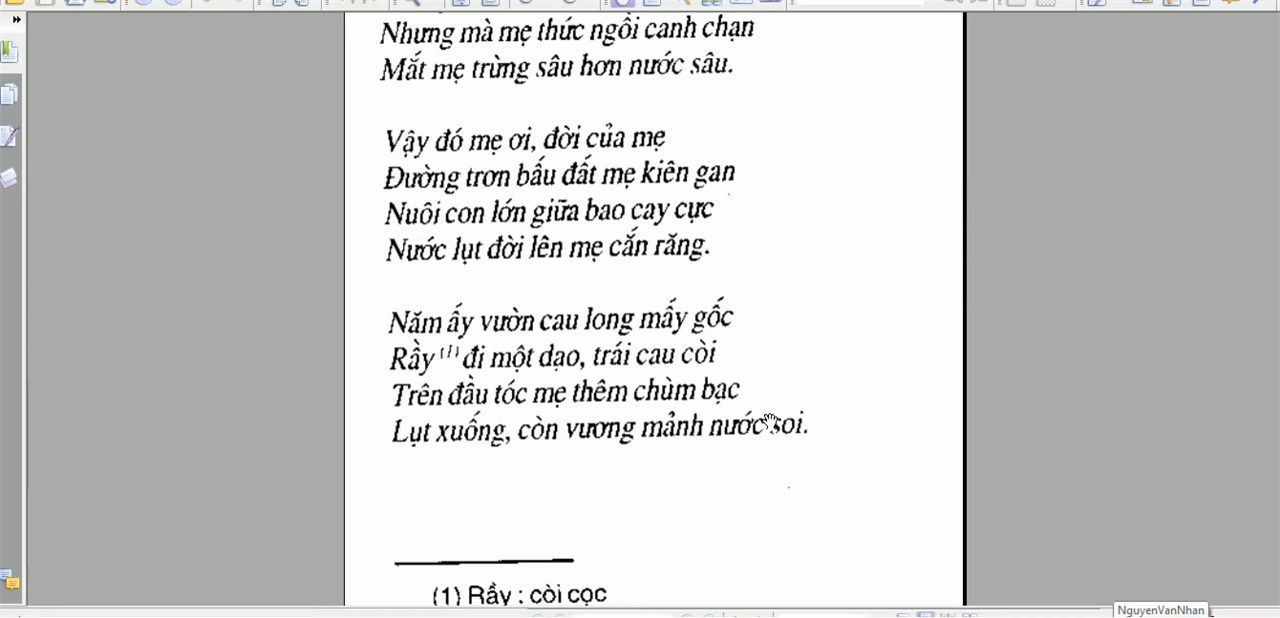 Nhưng mà mẹ thức ngồi canh chạn
Mắt mẹ trừng sâu hơn nước sâu.
Vậy đó mẹ ơi, đời của mẹ
Đường trơn bấu đất mẹ kiên gan
Nuôi con lớn giữa bao cay cực
Nước lụt đời lên mẹ cắn răng.
Năm ấy vườn cau long mấy gốc
Rầy (1) đi một dạo, trái cau còi
Trên đầu tóc mẹ thêm chùm bạc
Lụt xuống, còn vương mảnh nước soi.
(1) Rầy : còi cọc
NguyenVanNhan